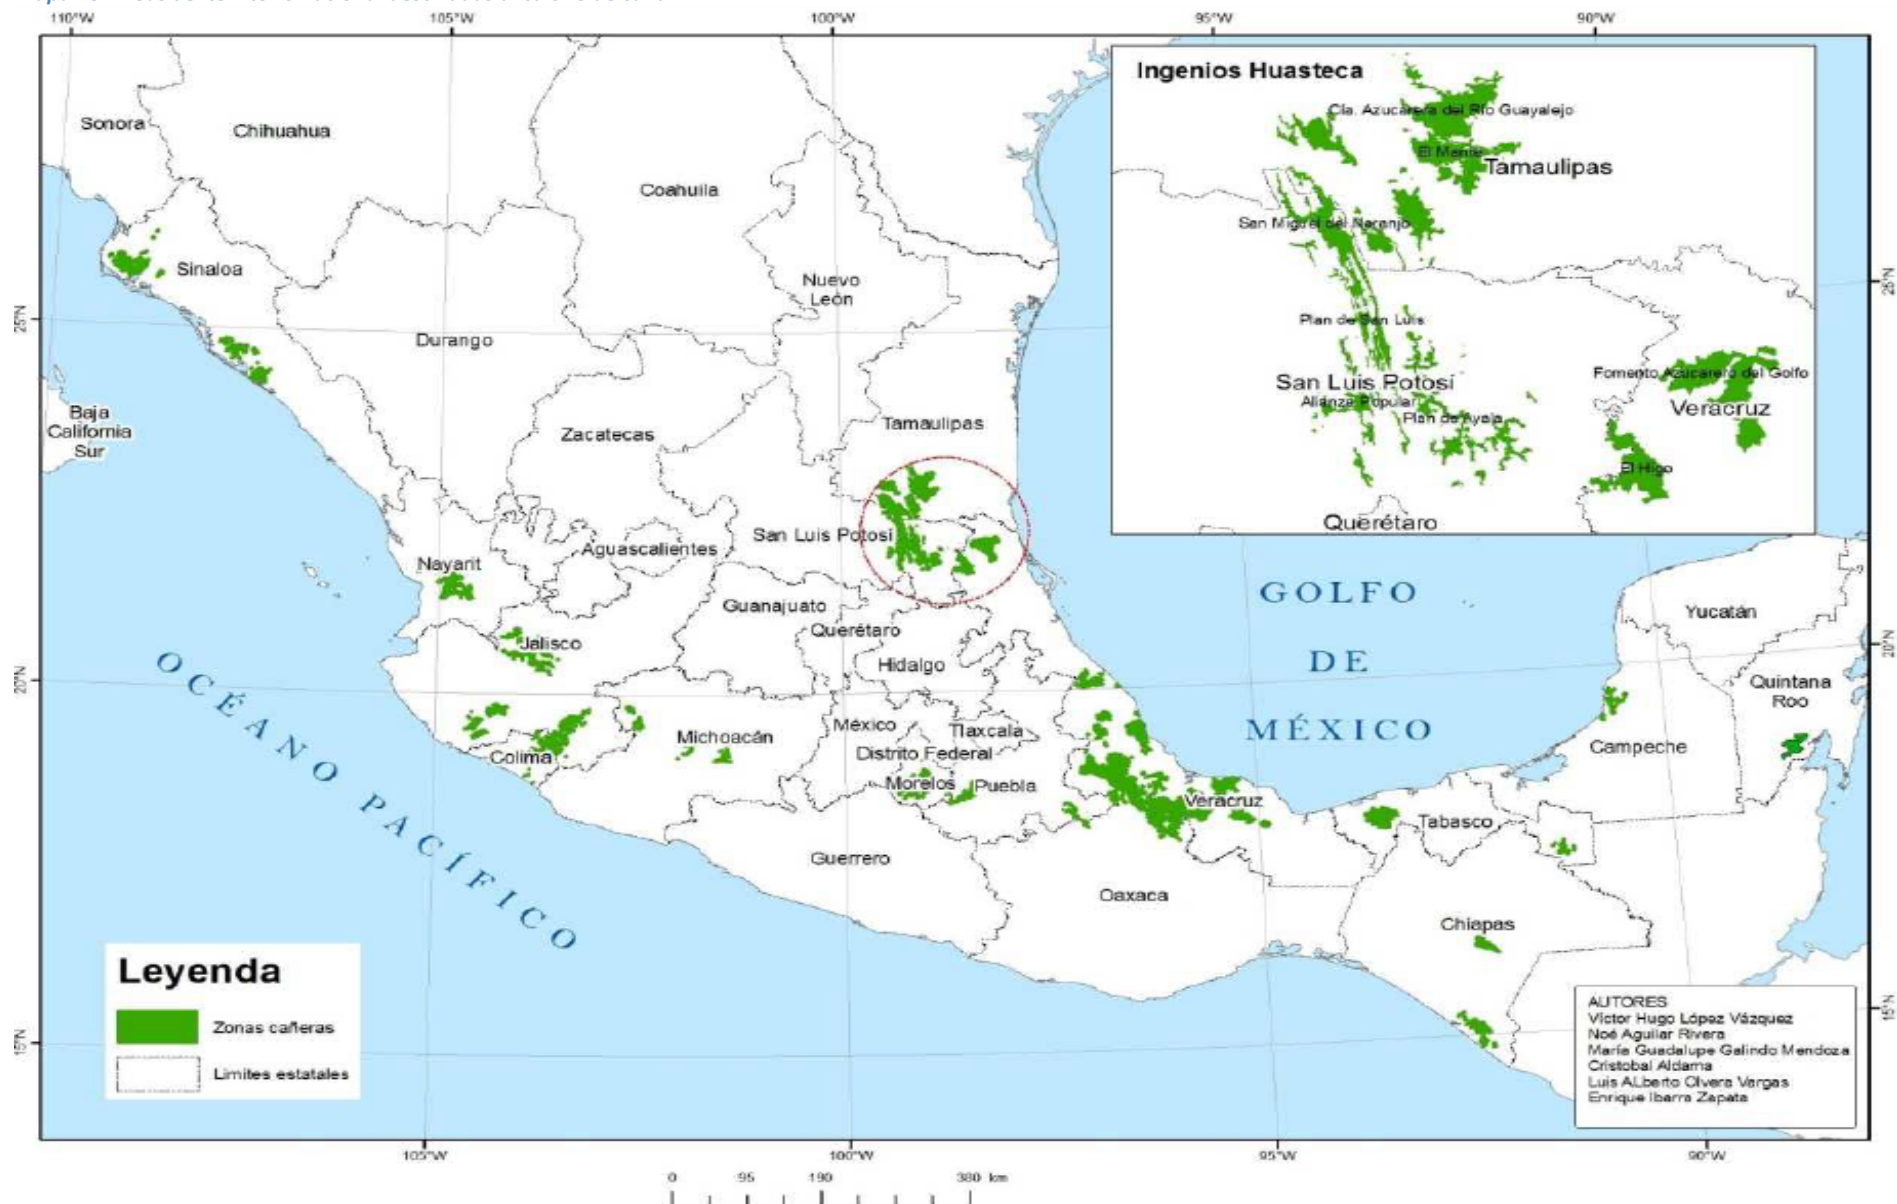 110°W
105°W
100°W
95°W
90°W
Ingenios Huasteca
Cia. Azucarera del Río Guayalejo
El Mante
Tamaulipas
San Miguel del Naranjo
Plan de San Luis
San Luis Potosí
Alianza Popular
Plan de Ayala
Fomento Azucarero del Golfo
Veracruz
El Higo
Querétaro
Sonora
Chihuahua
Coahuila
Sinaloa
Nuevo
León
25°N
25°N
Durango
Baja
California
Sur
Zacatecas
Tamaulipas
San Luis Potosí
Aguascalientes
Nayarit
Guanajuato
Querétaro
Jalisco
Hidalgo
GOLFO
DE
MÉXICO
Yucatán
Quintana
Roo
20°N
20°N
OCÉANO PACÍFICO
México
Tlaxcala
Michoacán
Distrito Federal
Colima
Morelos
Puebla
Veracruz
Campeche
Tabasco
Guerrero
Oaxaca
Chiapas
Leyenda
Zonas cañeras
Limites estatales
15°N
15°N
AUTORES
Víctor Hugo López Vázquez
Noé Aguilar Rivera
María Guadalupe Galindo Mendoza
Cristobal Aldama
Luis ALberto Olvera Vargas
Enrique Ibarra Zapata
105°W
100°W
95°W
90°W
0 95 190 380 km